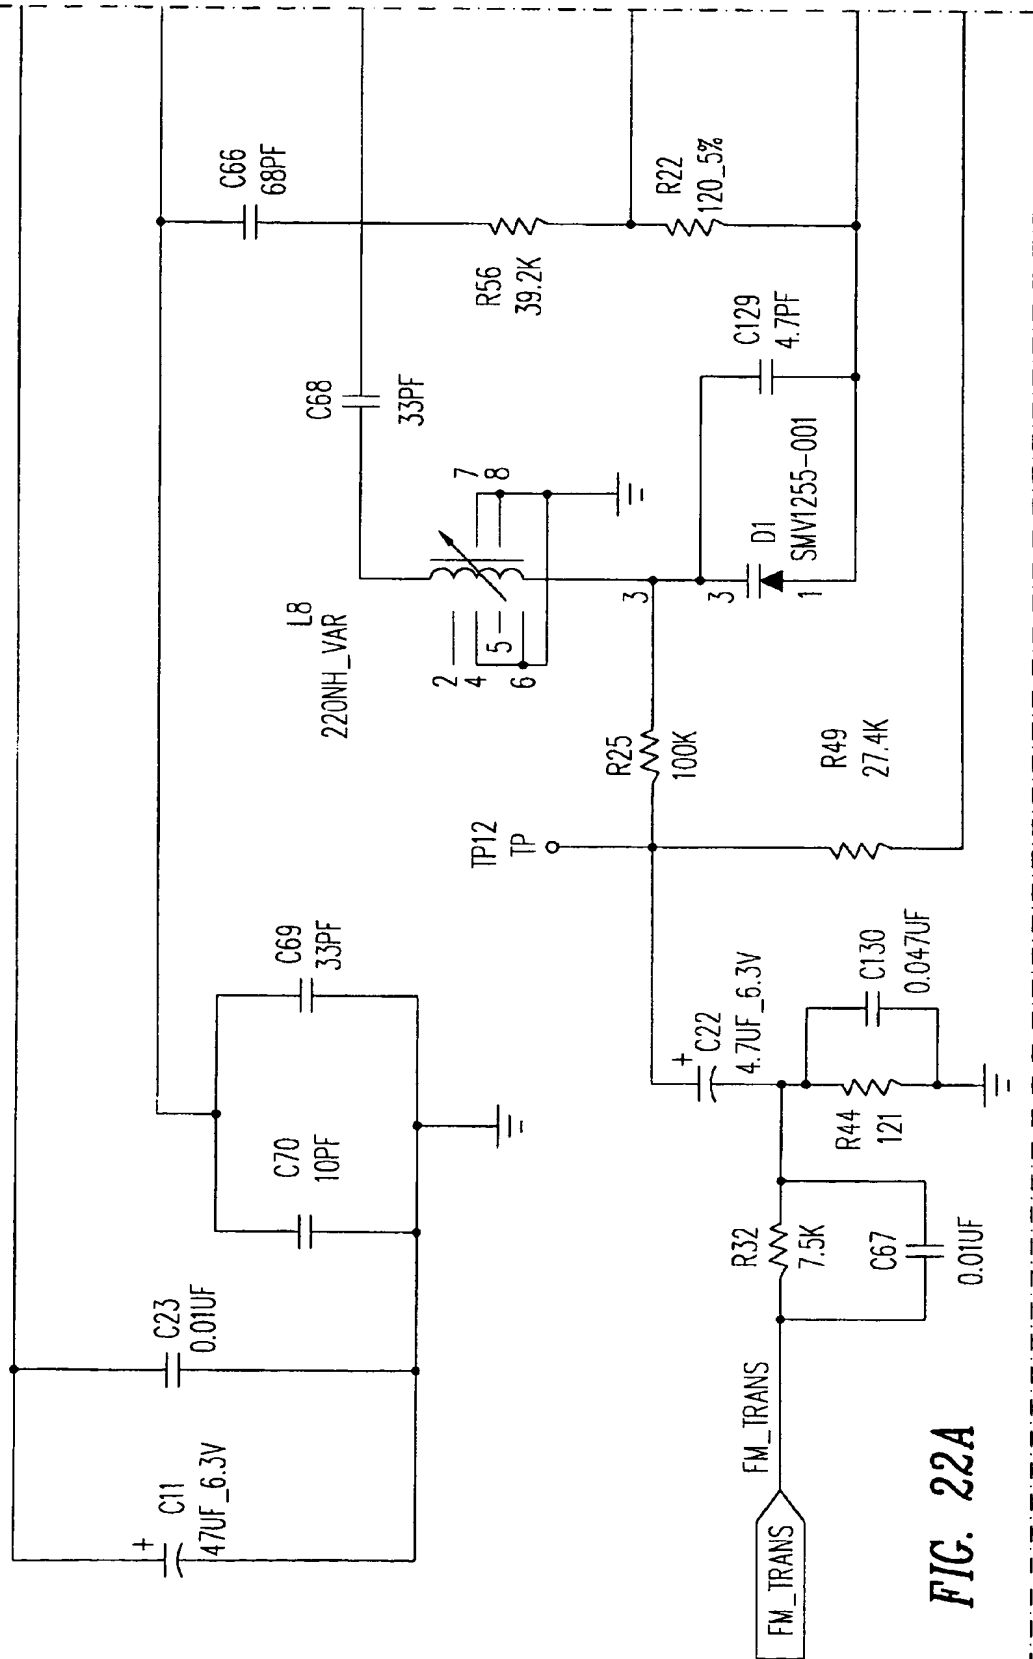 C11
47UF_6.3V
+
C23
0.01UF
C70
10PF
C69
33PF
C66
68PF
L8
220NH_VAR
2
4
5
6
7
8
C68
33PF
R56
39.2K
R22
120_5%
TP12
TP
R25
100K
3
3
1
D1
SMV1255-001
C129
4.7PF
R49
27.4K
+
C22
4.7UF_6.3V
FM_TRANS
FM_TRANS
R32
7.5K
C67
0.01UF
R44
121
C130
0.047UF
FIG. 22A